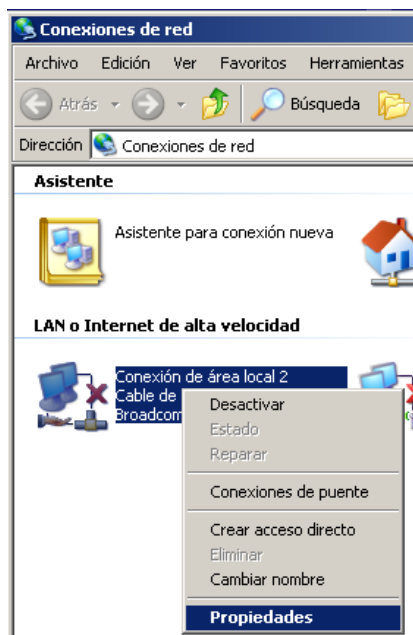 Conexiones de red
Archivo Edición Ver Favoritos Herramientas
Atrás Búsqueda
Dirección Conexiones de red
Asistente
Asistente para conexión nueva
LAN o Internet de alta velocidad
Conexión de área local 2
Cable de
Broadcom
Desactivar
Estado
Reparar
Conexiones de puente
Crear acceso directo
Eliminar
Cambiar nombre
Propiedades